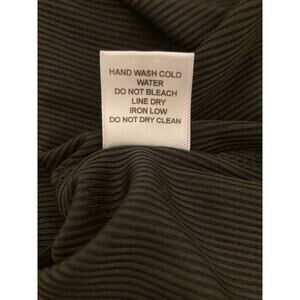 HAND WASH COLD
WATER
DO NOT BLEACH
LINE DRY
IRON LOW
DO NOT DRY CLEAN